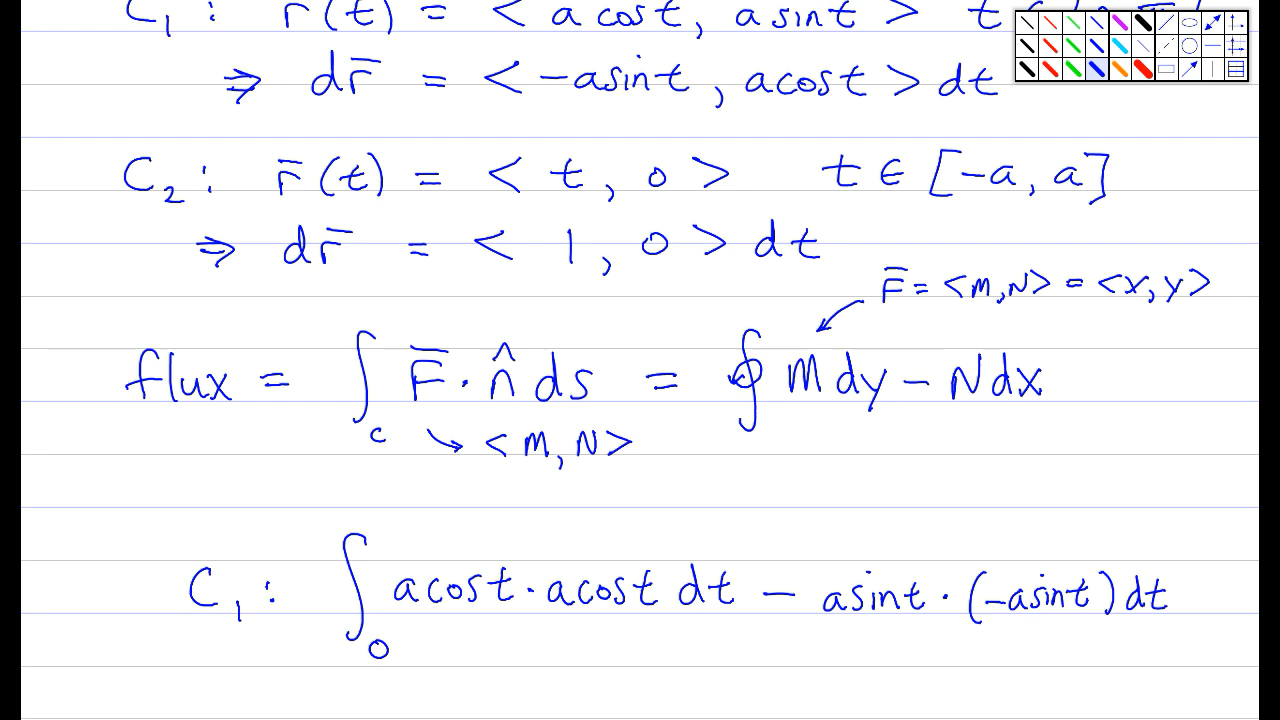 C₁ : r̄(t) = < a cost, a sint > t ∈
⇒ dr̄ = < -asint, acost > dt
C₂ : r̄(t) = < t, 0 > t ∈ [-a, a]
⇒ dr̄ = < 1, 0 > dt
F̄ = <M, N> = <x, y>
flux = ∫_C F̄ · n̂ ds = ∮ M dy - N dx
↘ < M, N >
C₁ : ∫₀ acost · acost dt - asint · (-asint) dt